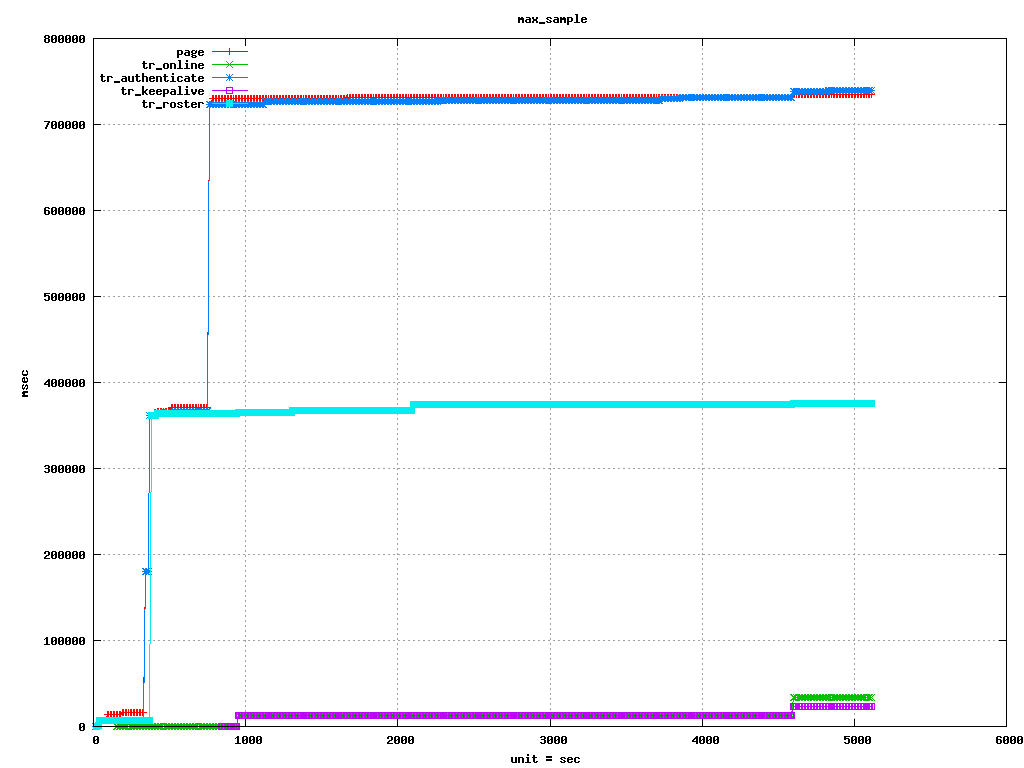 max_sample
800000
700000
600000
500000
400000
300000
200000
100000
0
msec
page
tr_online
tr_authenticate
tr_keepalive
tr_roster
0 1000 2000 3000 4000 5000 6000
unit = sec